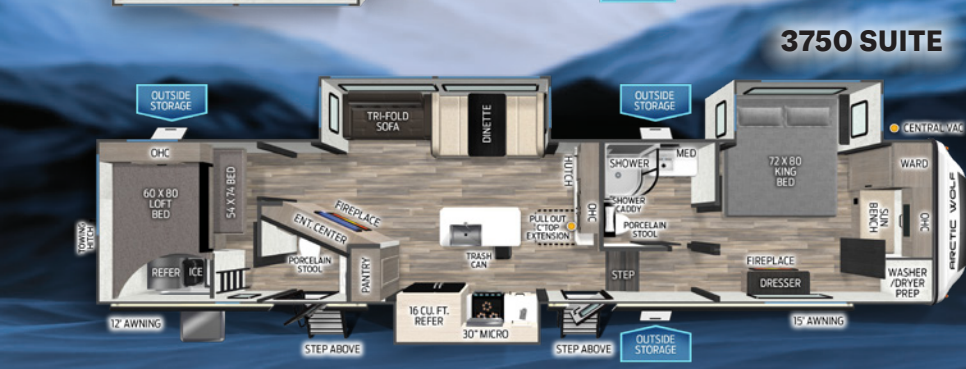 3750 SUITE
OUTSIDE
STORAGE
OUTSIDE
STORAGE
CENTRAL VAC
TRI-FOLD
SOFA
DINETTE
OHC
60 X 80
LOFT
BED
54 X 74 BED
HUTCH
OHC
SHOWER
MED
72 X 80
KING
BED
WARD
SHOWER
CADDY
PORCELAIN
STOOL
SUN
BENCH
OHC
ARCTIC WOLF
TOWING
HITCH
FIREPLACE
ENT. CENTER
PULL OUT
C'TOP
EXTENSION
PORCELAIN
STOOL
TRASH
CAN
REFER
ICE
PANTRY
STEP
FIREPLACE
DRESSER
WASHER
/DRYER
PREP
16 CU. FT.
REFER
30" MICRO
12' AWNING
STEP ABOVE
STEP ABOVE
OUTSIDE
STORAGE
15' AWNING